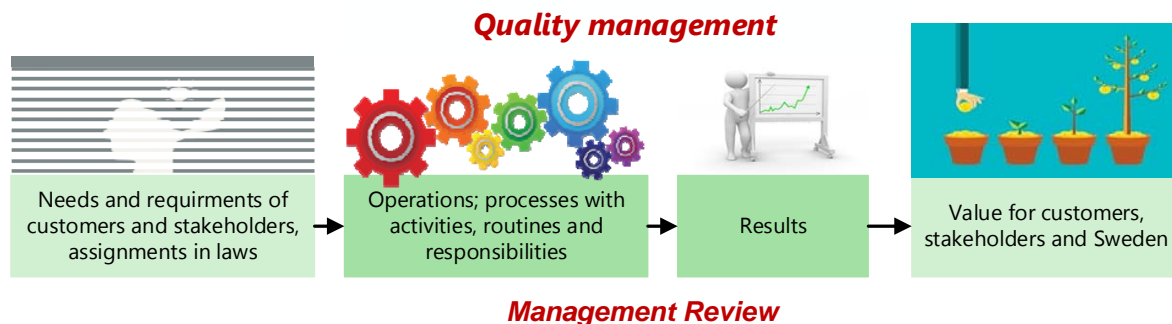 Quality management
Needs and requirments of
customers and stakeholders,
assignments in laws
Operations; processes with
activities, routines and
responsibilities
Results
Value for customers,
stakeholders and Sweden
Management Review